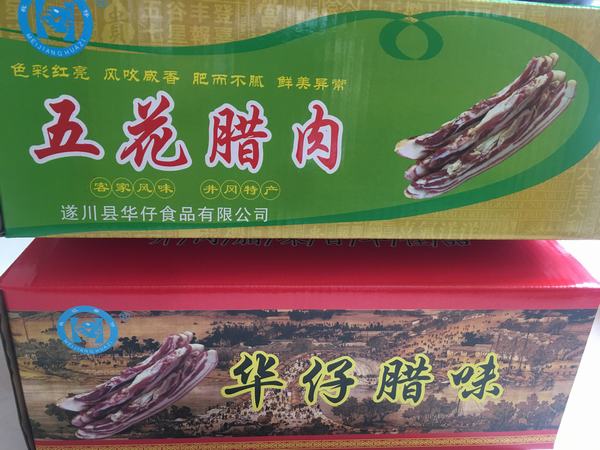 MEIJIANGHUAZI
色彩红亮 风吹咸香 肥而不腻 鲜美异常
五花腊肉
客家风味 井冈特产
遂川县华仔食品有限公司
MEIJIANGHUAZI
华仔腊味